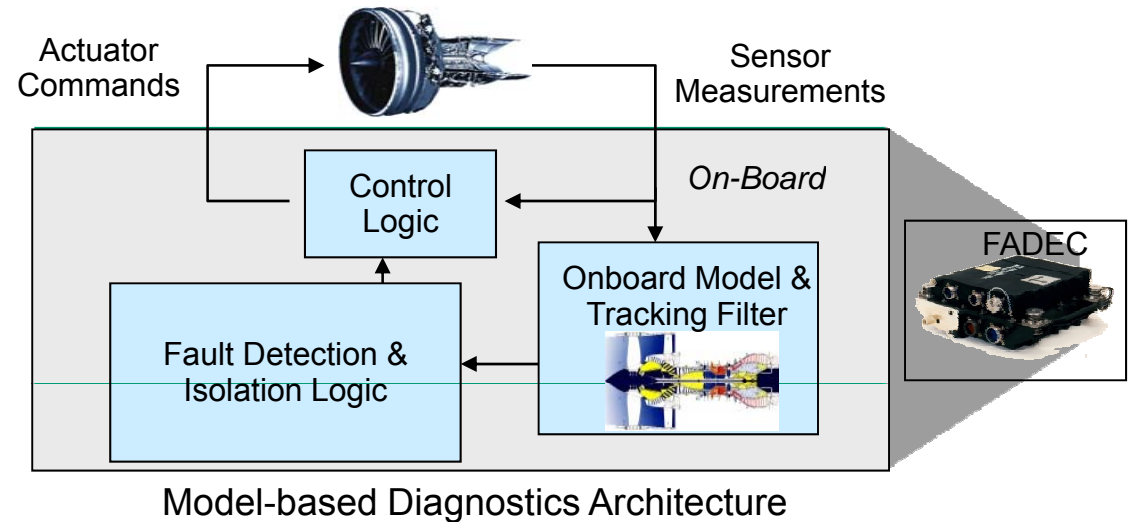 Actuator
Commands
Sensor
Measurements
Control
Logic
On-Board
FADEC
Onboard Model &
Tracking Filter
Fault Detection &
Isolation Logic
Model-based Diagnostics Architecture